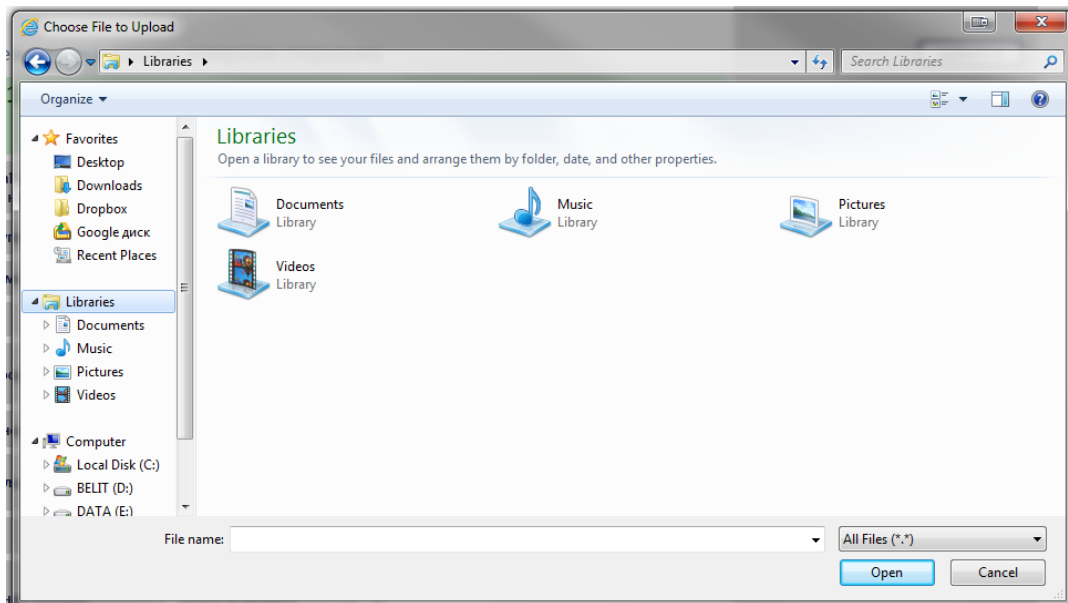 Choose File to Upload
Libraries
Search Libraries
Organize
Favorites
Desktop
Downloads
Dropbox
Google диск
Recent Places
Libraries
Documents
Music
Pictures
Videos
Computer
Local Disk (C:)
BELIT (D:)
DATA (E:)
Libraries
Open a library to see your files and arrange them by folder, date, and other properties.
Documents
Library
Music
Library
Pictures
Library
Videos
Library
File name:
All Files (*.*)
Open
Cancel